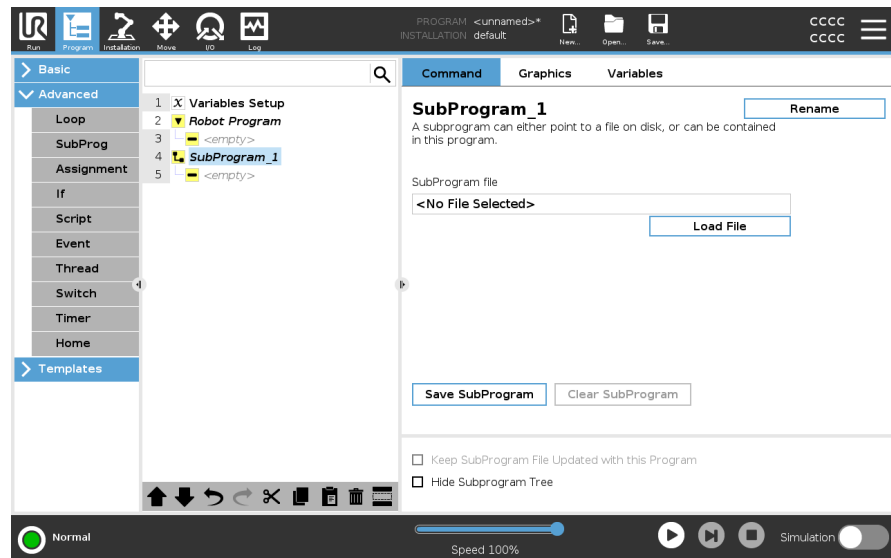 PROGRAM <unnamed>*
INSTALLATION default
CCCC
CCCC
UR
Run
Program
Installation
Move
I/O
Log
New...
Open...
Save...
Basic
Advanced
Loop
SubProg
Assignment
If
Script
Event
Thread
Switch
Timer
Home
Templates
1 X Variables Setup
2 Robot Program
3 <empty>
4 SubProgram_1
5 <empty>
Command Graphics Variables
SubProgram_1
Rename
A subprogram can either point to a file on disk, or can be contained
in this program.
SubProgram file
<No File Selected>
Load File
Save SubProgram
Clear SubProgram
Keep SubProgram File Updated with this Program
Hide Subprogram Tree
Normal
Speed 100%
Simulation